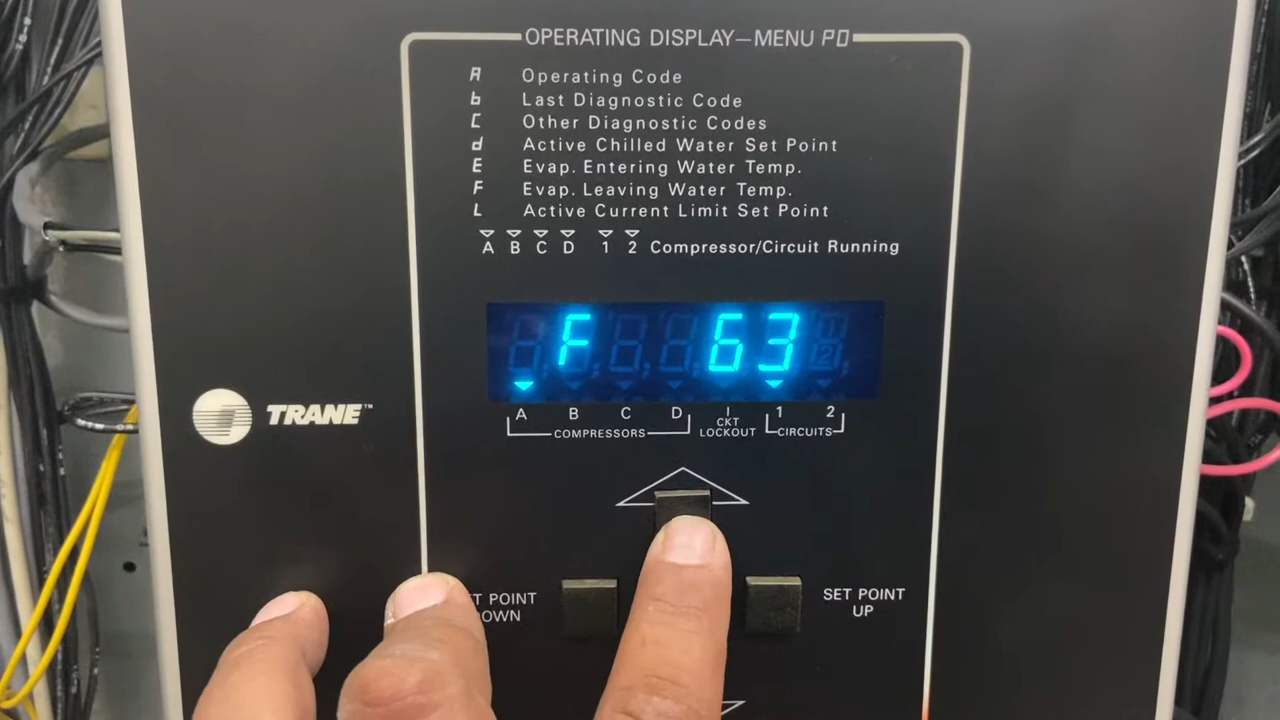 OPERATING DISPLAY—MENU P0
A Operating Code
b Last Diagnostic Code
C Other Diagnostic Codes
d Active Chilled Water Set Point
E Evap. Entering Water Temp.
F Evap. Leaving Water Temp.
L Active Current Limit Set Point
A B C D 1 2 Compressor/Circuit Running
F 63
A B C D | 1 2
COMPRESSORS CKT LOCKOUT CIRCUITS
TRANE™
POINT
SET POINT
UP